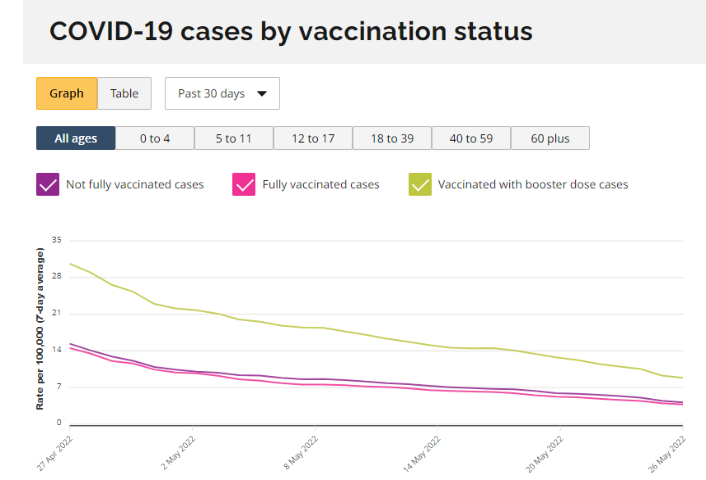 COVID-19 cases by vaccination status
Graph Table Past 30 days
All ages 0 to 4 5 to 11 12 to 17 18 to 39 40 to 59 60 plus
Not fully vaccinated cases Fully vaccinated cases Vaccinated with booster dose cases
Rate per 100,000 (7-day average)
35
28
21
14
7
0
27 Apr 2022 2 May 2022 8 May 2022 14 May 2022 20 May 2022 26 May 2022